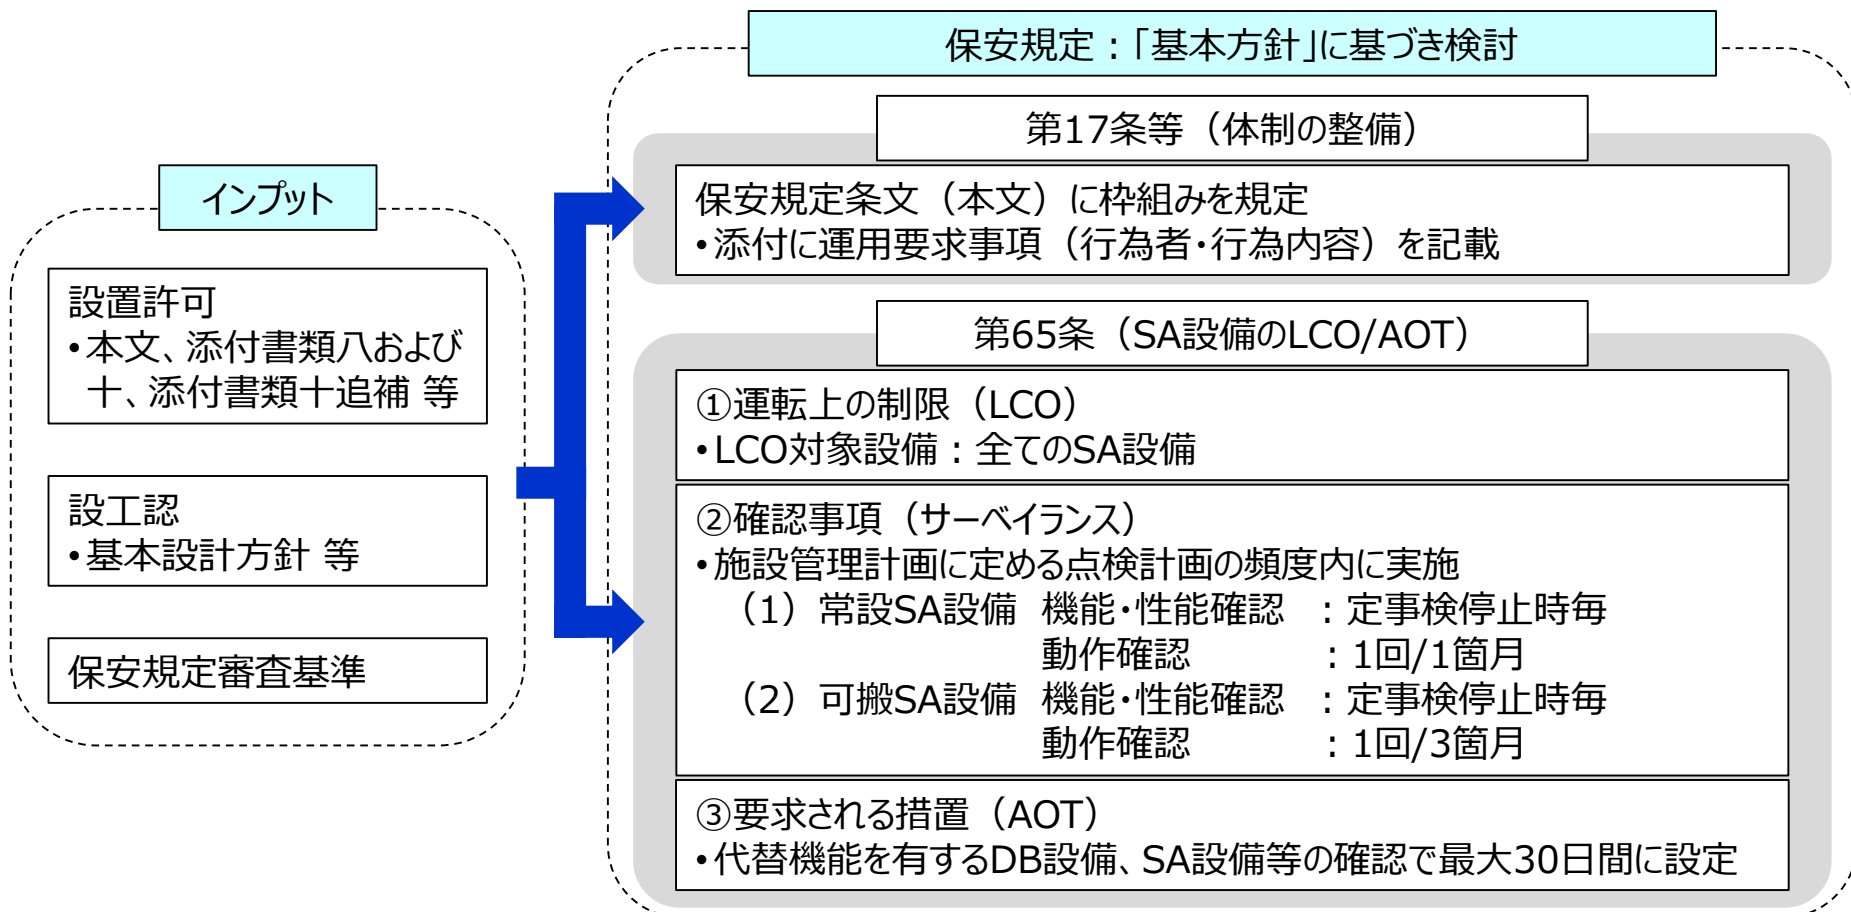 インプット
設置許可
•本文、添付書類八および
十、添付書類十追補 等
設工認
•基本設計方針 等
保安規定審査基準
保安規定：「基本方針」に基づき検討
第17条等（体制の整備）
保安規定条文（本文）に枠組みを規定
•添付に運用要求事項（行為者・行為内容）を記載
第65条（SA設備のLCO/AOT）
①運転上の制限（LCO）
•LCO対象設備：全てのSA設備
②確認事項（サーベイランス）
•施設管理計画に定める点検計画の頻度内に実施
（1）常設SA設備 機能・性能確認 ：定事検停止時毎
動作確認 ：1回/1箇月
（2）可搬SA設備 機能・性能確認 ：定事検停止時毎
動作確認 ：1回/3箇月
③要求される措置（AOT）
•代替機能を有するDB設備、SA設備等の確認で最大30日間に設定